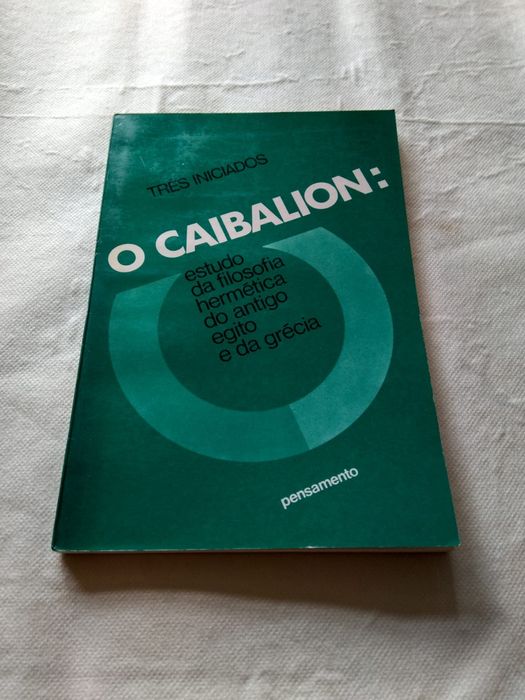 TRÊS INICIADOS
O CAIBALION:
estudo
da filosofia
hermética
do antigo
egito
e da grécia
pensamento